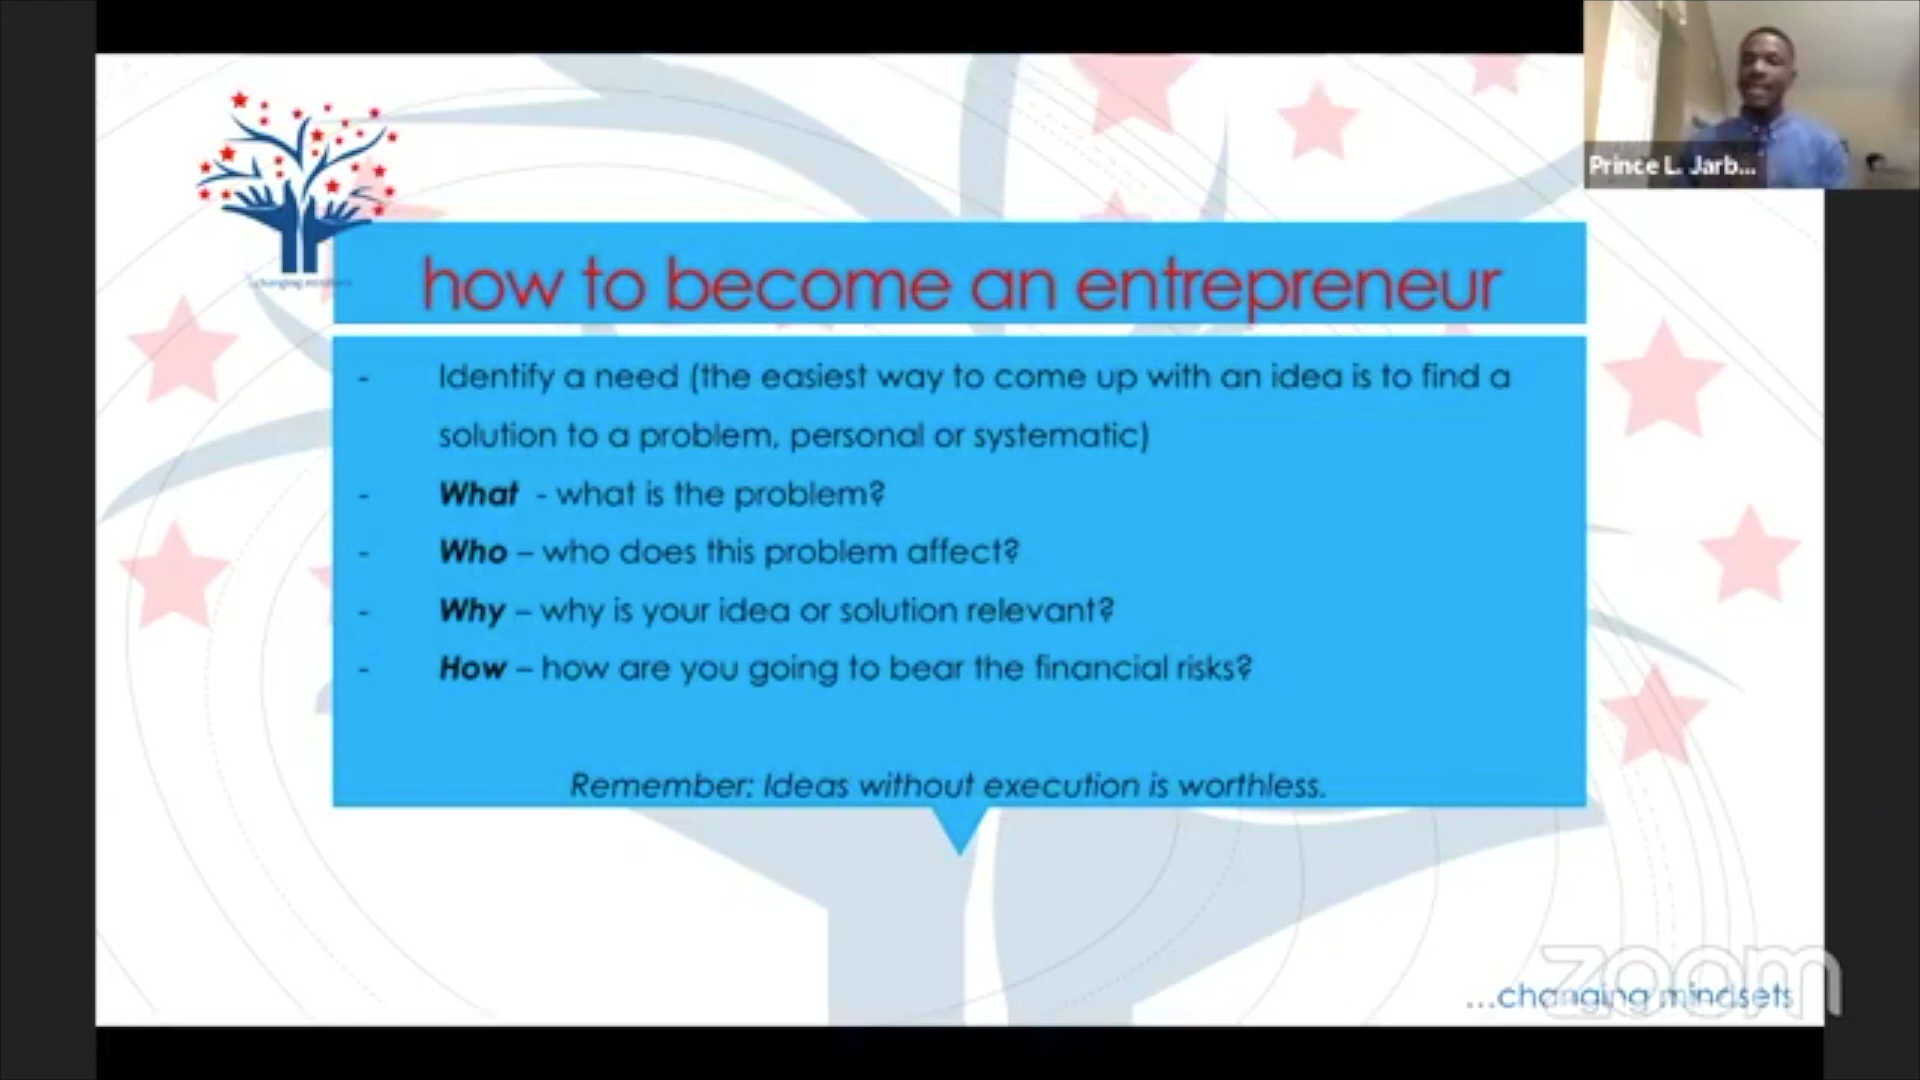 Prince L. Jarb...
...changing mindsets
how to become an entrepreneur
- Identify a need (the easiest way to come up with an idea is to find a
solution to a problem, personal or systematic)
- What - what is the problem?
- Who – who does this problem affect?
- Why – why is your idea or solution relevant?
- How – how are you going to bear the financial risks?
Remember: Ideas without execution is worthless.
zoom
...changing mindsets